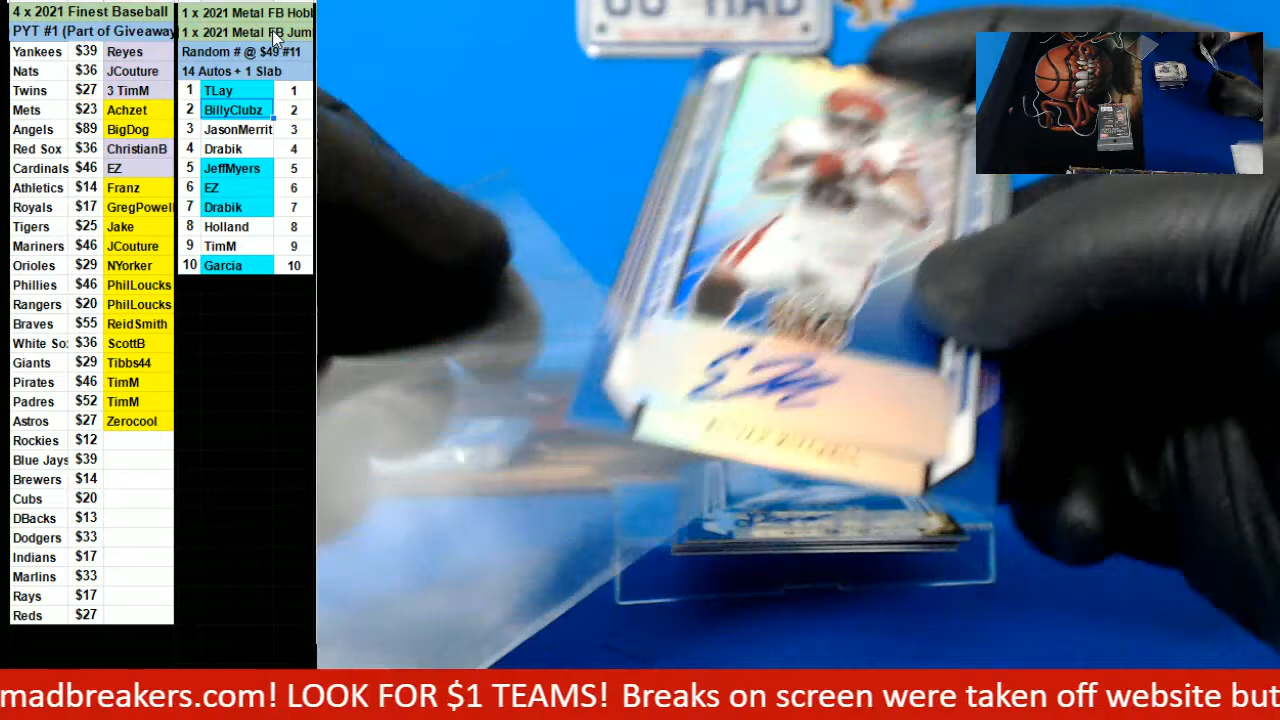 4 x 2021 Finest Baseball
PYT #1 (Part of Giveaway
Yankees $39 Reyes
Nats $36 JCouture
Twins $27 3 TimM
Mets $23 Achzet
Angels $89 BigDog
Red Sox $36 ChristianB
Cardinals $46 EZ
Athletics $14 Franz
Royals $17 GregPowell
Tigers $25 Jake
Mariners $46 JCouture
Orioles $29 NYorker
Phillies $46 PhilLoucks
Rangers $20 PhilLoucks
Braves $55 ReidSmith
White So $36 ScottB
Giants $29 Tibbs44
Pirates $46 TimM
Padres $52 TimM
Astros $27 Zerocool
Rockies $12
Blue Jays $39
Brewers $14
Cubs $20
DBacks $13
Dodgers $33
Indians $17
Marlins $33
Rays $17
Reds $27
1 x 2021 Metal FB Hobb
1 x 2021 Metal FB Jum
Random # @ $49 #11
14 Autos + 1 Slab
1 TLay 1
2 BillyClubz 2
3 JasonMerrit 3
4 Drabik 4
5 JeffMyers 5
6 EZ 6
7 Drabik 7
8 Holland 8
9 TimM 9
10 Garcia 10
madbreakers.com! LOOK FOR $1 TEAMS! Breaks on screen were taken off website but